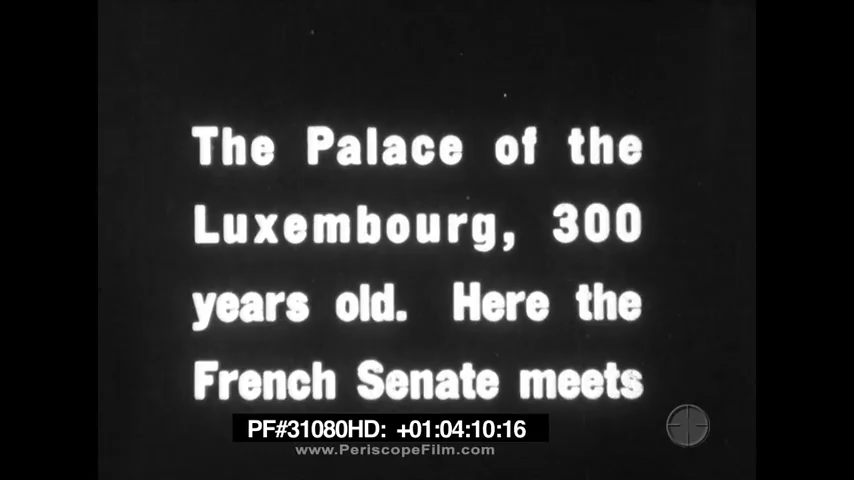 The Palace of the
Luxembourg, 300
years old. Here the
French Senate meets
PF#31080HD: +01:04:10:16
www.PeriscopeFilm.com